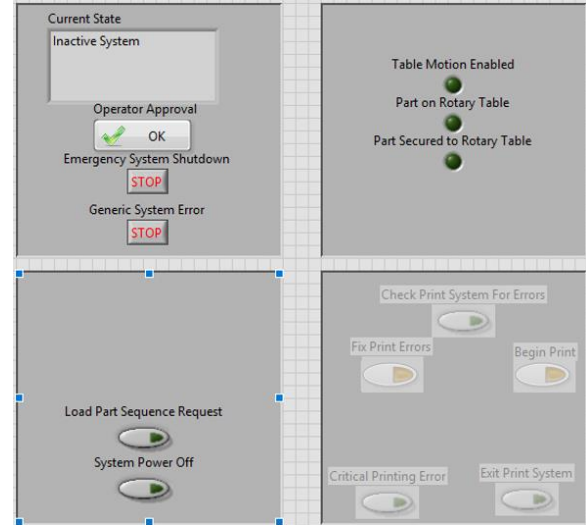 Current State
Inactive System
Operator Approval
OK
Emergency System Shutdown
STOP
Generic System Error
STOP
Table Motion Enabled
Part on Rotary Table
Part Secured to Rotary Table
Load Part Sequence Request
System Power Off
Check Print System For Errors
Fix Print Errors
Begin Print
Critical Printing Error
Exit Print System